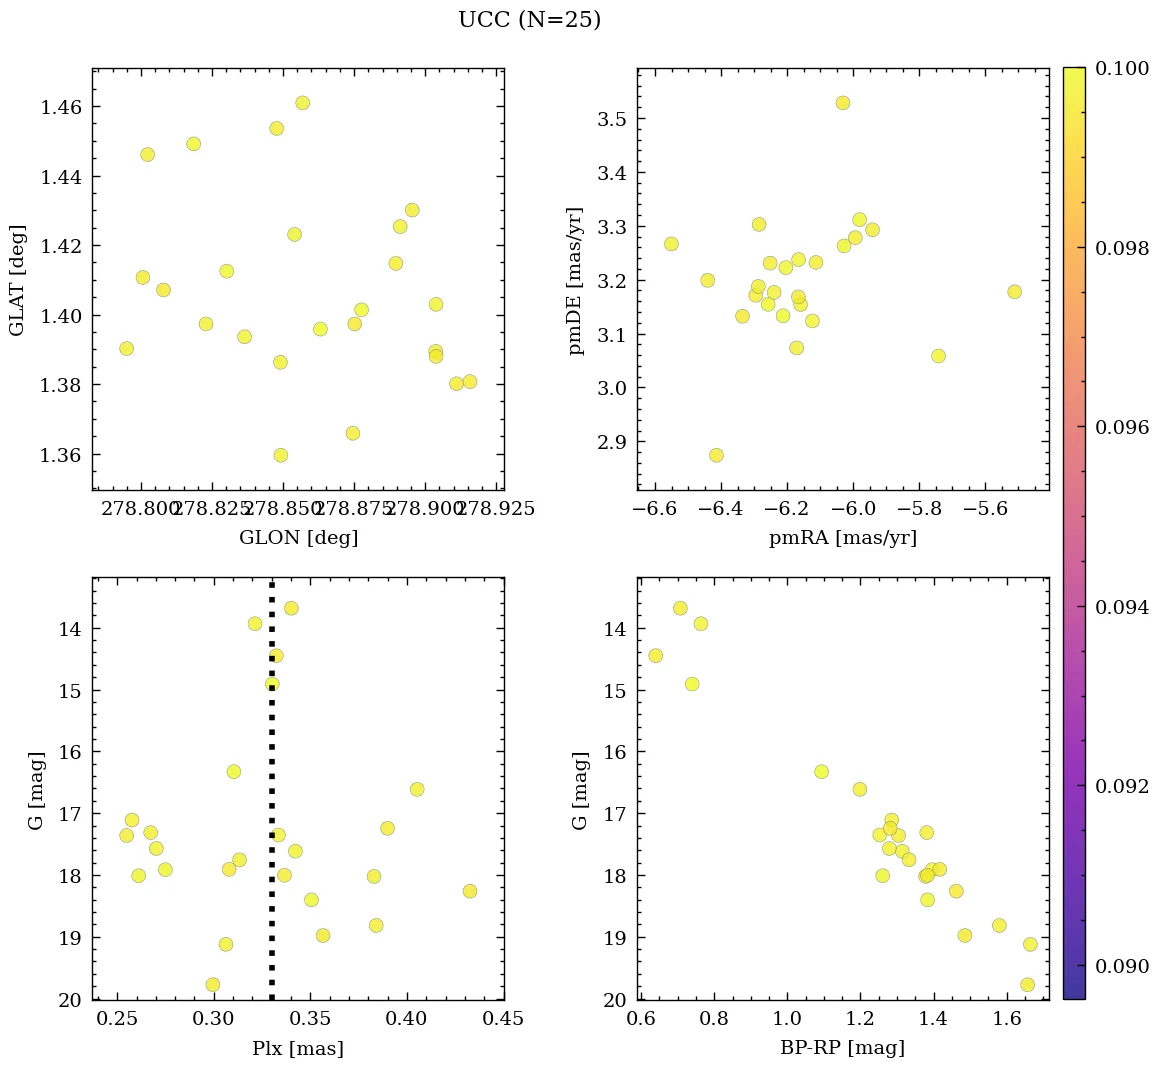 UCC (N=25)
1.46
1.44
1.42
1.40
1.38
1.36
GLAT [deg]
278.800 278.825 278.850 278.875 278.900 278.925
GLON [deg]
3.5
3.4
3.3
3.2
3.1
3.0
2.9
pmDE [mas/yr]
−6.6 −6.4 −6.2 −6.0 −5.8 −5.6
pmRA [mas/yr]
14
15
16
17
18
19
20
G [mag]
0.25 0.30 0.35 0.40 0.45
Plx [mas]
14
15
16
17
18
19
20
G [mag]
0.6 0.8 1.0 1.2 1.4 1.6
BP-RP [mag]
0.100
0.098
0.096
0.094
0.092
0.090